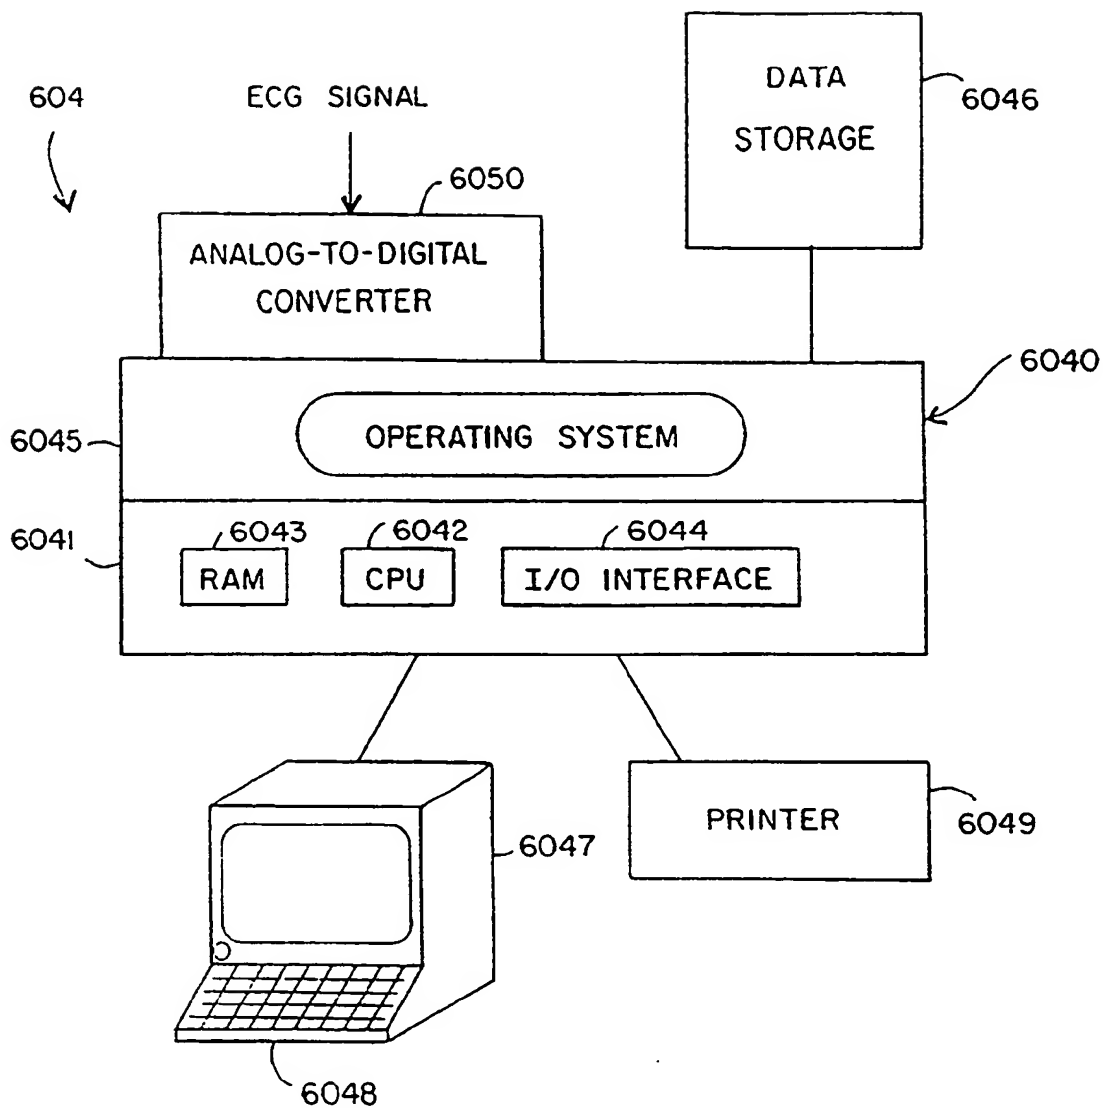 604
ECG SIGNAL
DATA
STORAGE
6046
6050
ANALOG-TO-DIGITAL
CONVERTER
6040
6045
OPERATING SYSTEM
6041
6043
6042
6044
RAM
CPU
I/O INTERFACE
6047
PRINTER
6049
6048